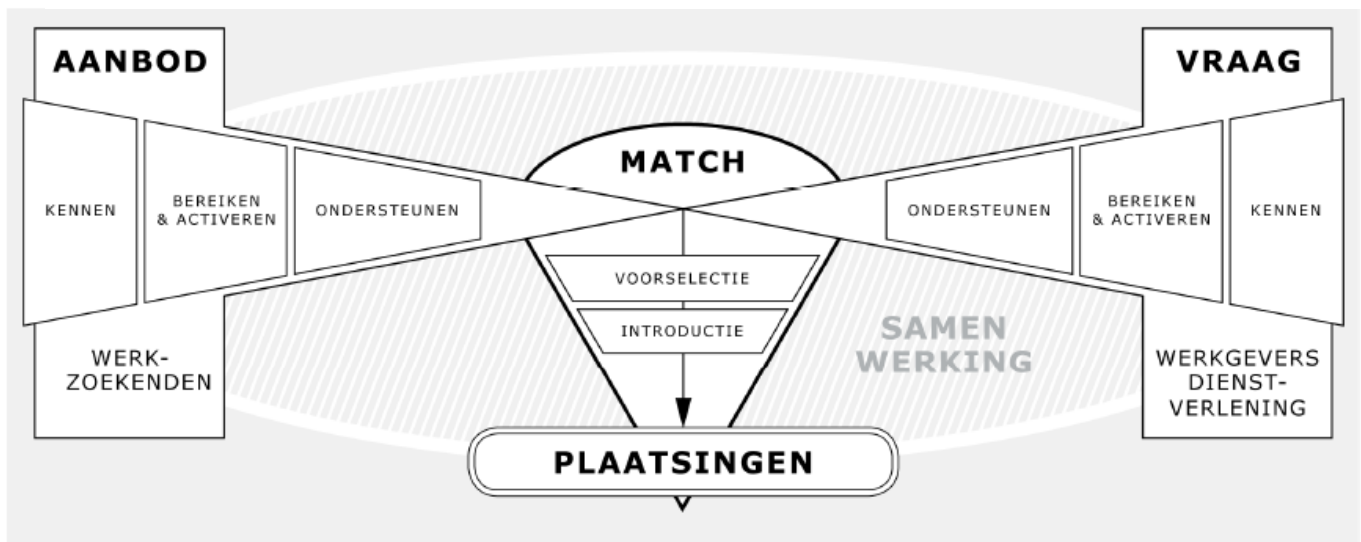 AANBOD
KENNEN
BEREIKEN
& ACTIVEREN
ONDERSTEUNEN
WERK-
ZOEKENDEN
MATCH
VOORSELECTIE
INTRODUCTIE
PLAATSINGEN
SAMEN
WERKING
VRAAG
ONDERSTEUNEN
BEREIKEN
& ACTIVEREN
KENNEN
WERKGEVERS
DIENST-
VERLENING